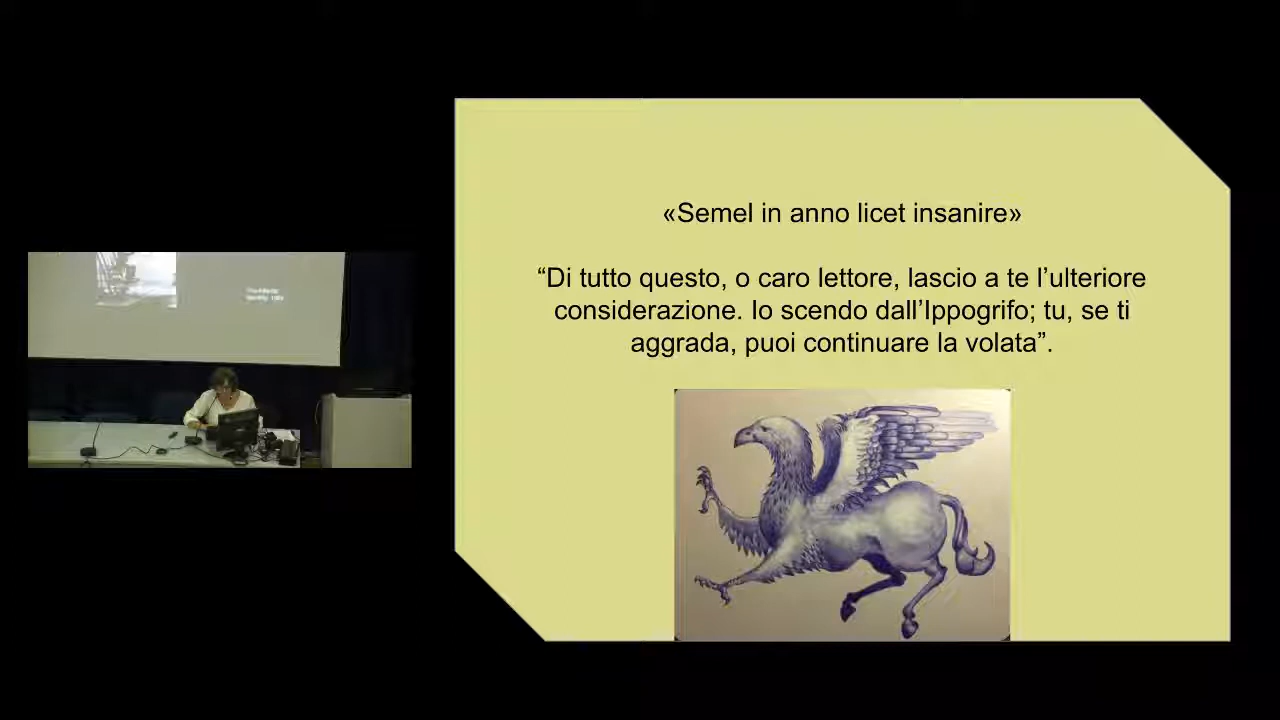 «Semel in anno licet insanire»
“Di tutto questo, o caro lettore, lascio a te l’ulteriore
considerazione. Io scendo dall’Ippogrifo; tu, se ti
aggrada, puoi continuare la volata”.